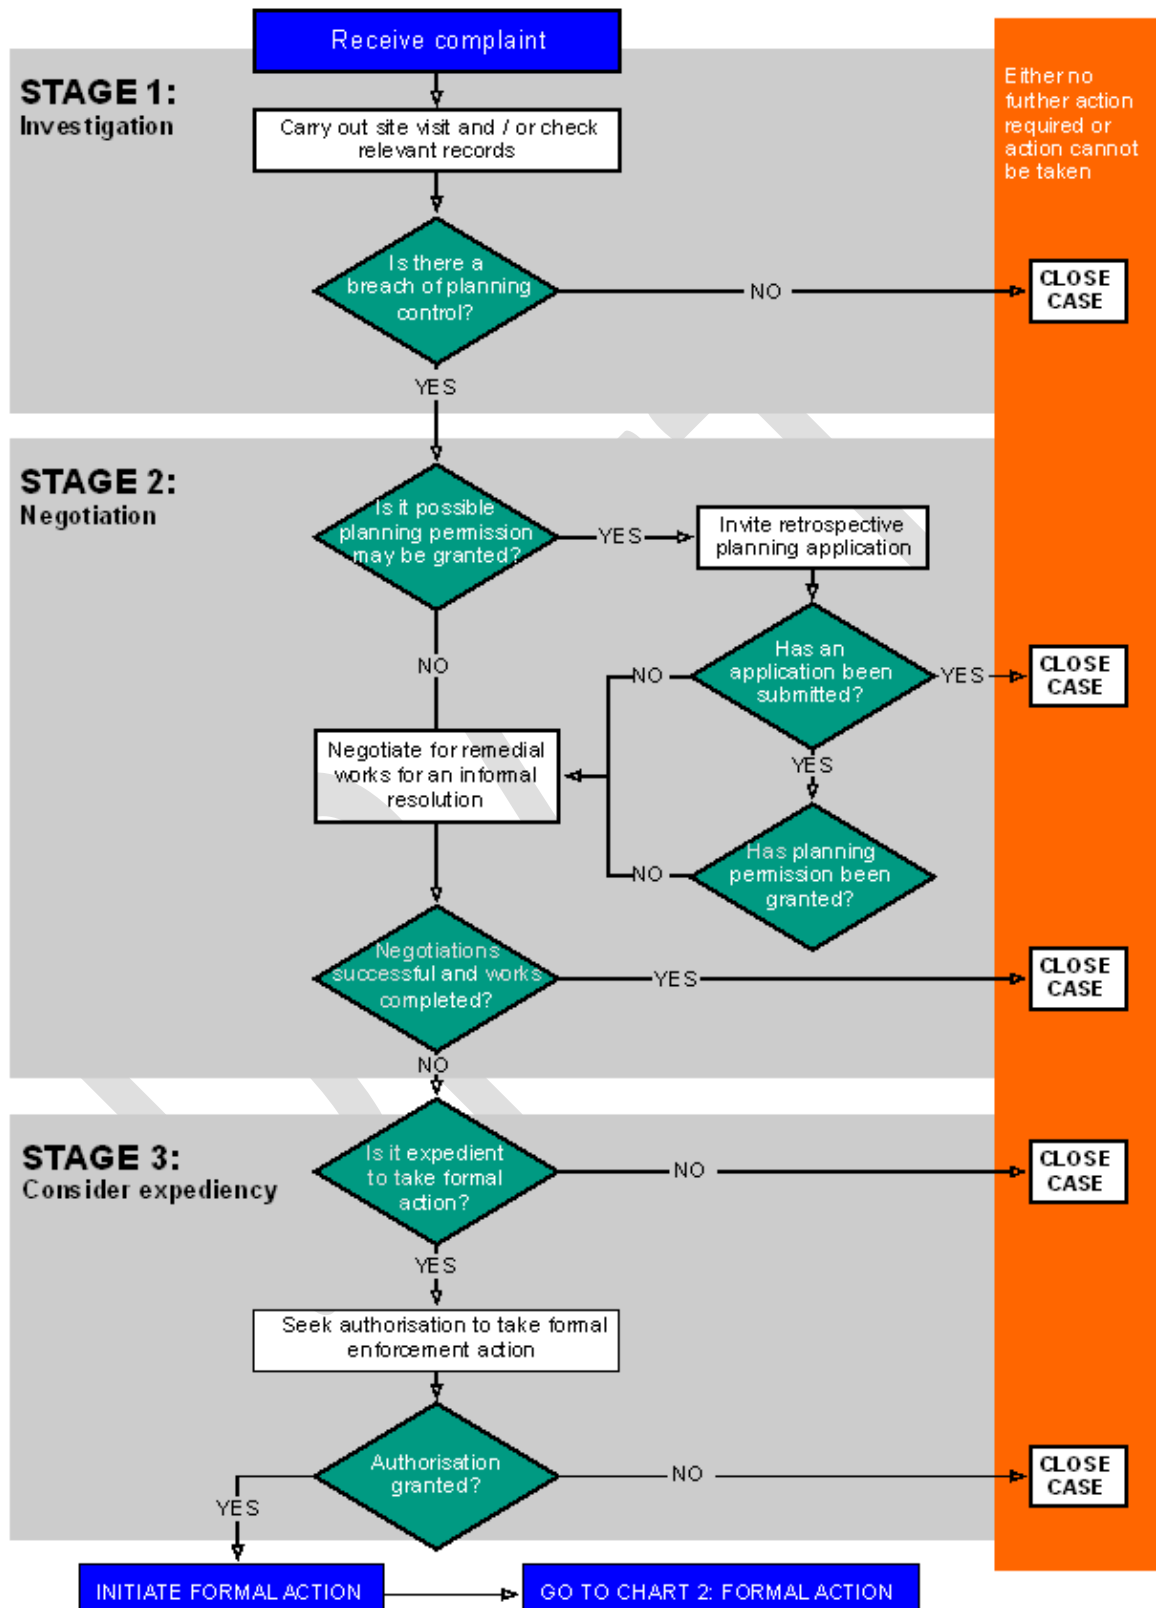 Receive complaint
STAGE 1:
Investigation
Either no
further action
required or
action cannot
be taken
Carry out site visit and / or check
relevant records
Is there a
breach of planning
control?
NO
CLOSE
CASE
YES
STAGE 2:
Negotiation
Is it possible
planning permission
may be granted?
YES
Invite retrospective
planning application
NO
Has an
application been
submitted?
NO
YES
CLOSE
CASE
Negotiate for remedial
works for an informal
resolution
YES
Has planning
permission been
granted?
NO
Negotiations
successful and works
completed?
YES
CLOSE
CASE
NO
STAGE 3:
Consider expediency
Is it expedient
to take formal
action?
NO
CLOSE
CASE
YES
Seek authorisation to take formal
enforcement action
Authorisation
granted?
NO
CLOSE
CASE
YES
INITIATE FORMAL ACTION
GO TO CHART 2: FORMAL ACTION